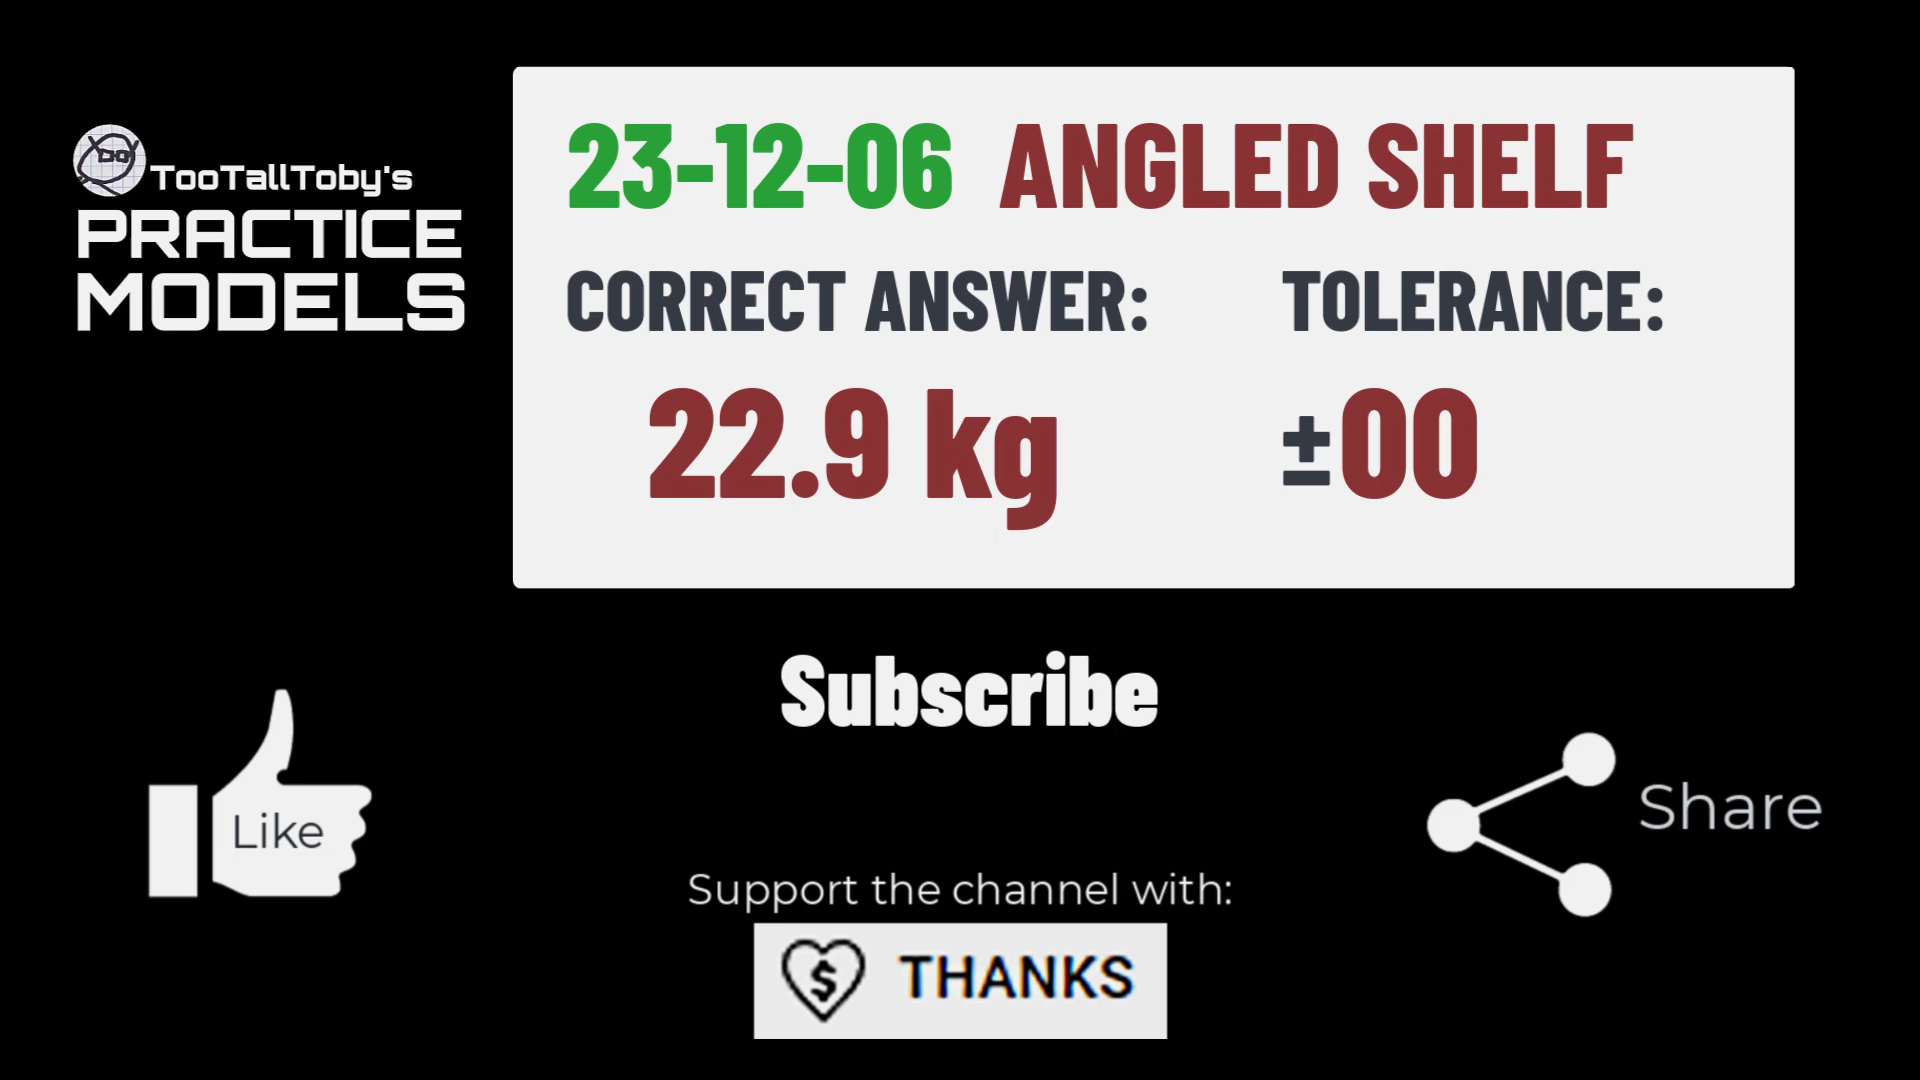 TooTallToby's
PRACTICE
MODELS
23-12-06 ANGLED SHELF
CORRECT ANSWER: TOLERANCE:
22.9 kg ±00
Subscribe
Like
Share
Support the channel with:
$ THANKS